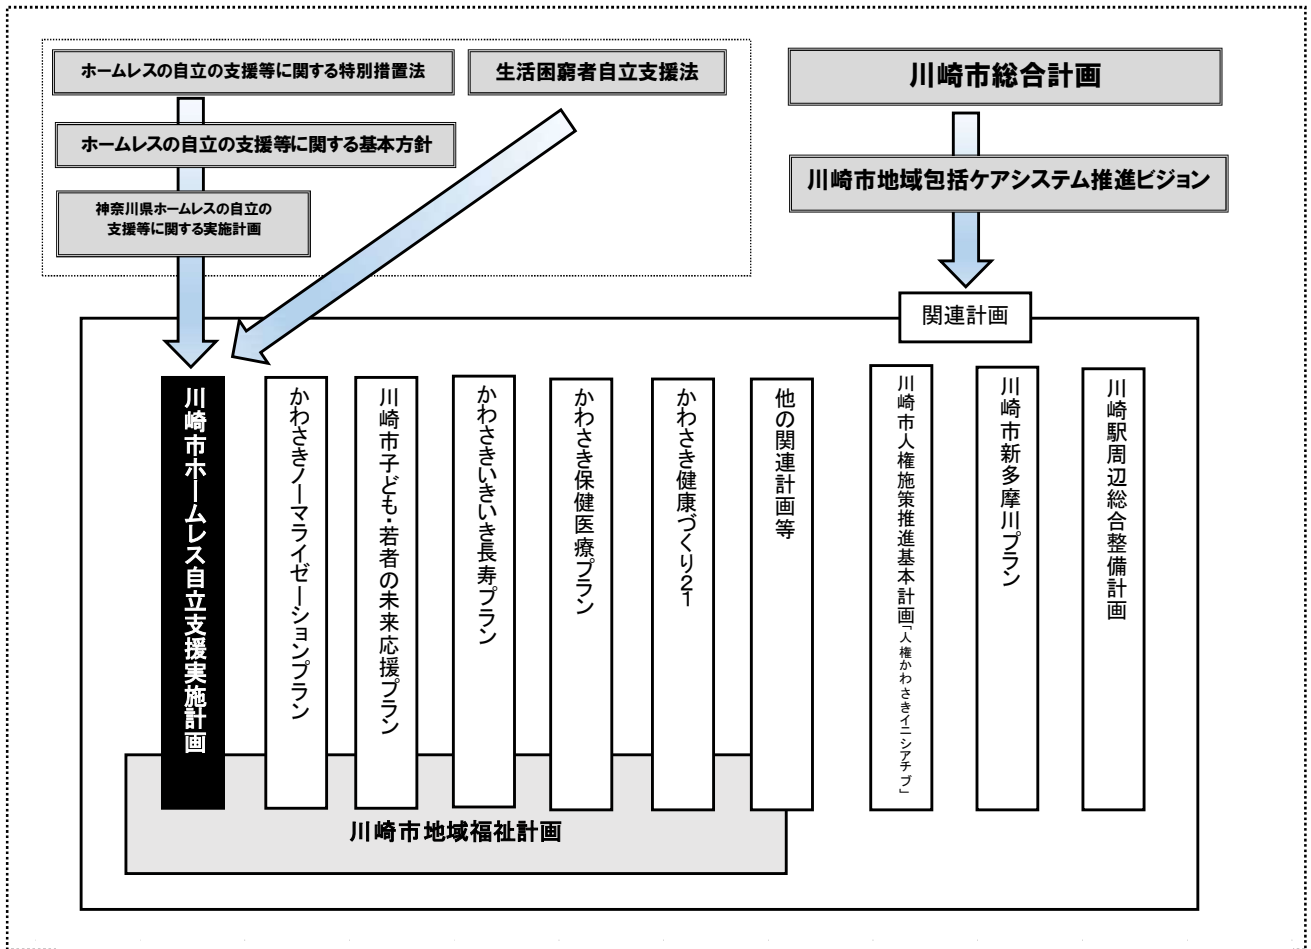 ホームレスの自立の支援等に関する特別措置法
生活困窮者自立支援法
川崎市総合計画
ホームレスの自立の支援等に関する基本方針
川崎市地域包括ケアシステム推進ビジョン
神奈川県ホームレスの自立の
支援等に関する実施計画
関連計画
川崎市ホームレス自立支援実施計画
かわさきノーマライゼーションプラン
川崎市子ども・若者の未来応援プラン
かわさきいきいき長寿プラン
かわさき保健医療プラン
かわさき健康づくり21
他の関連計画等
川崎市人権施策推進基本計画「人権かわさきイニシアチブ」
川崎市新多摩川プラン
川崎駅周辺総合整備計画
川崎市地域福祉計画